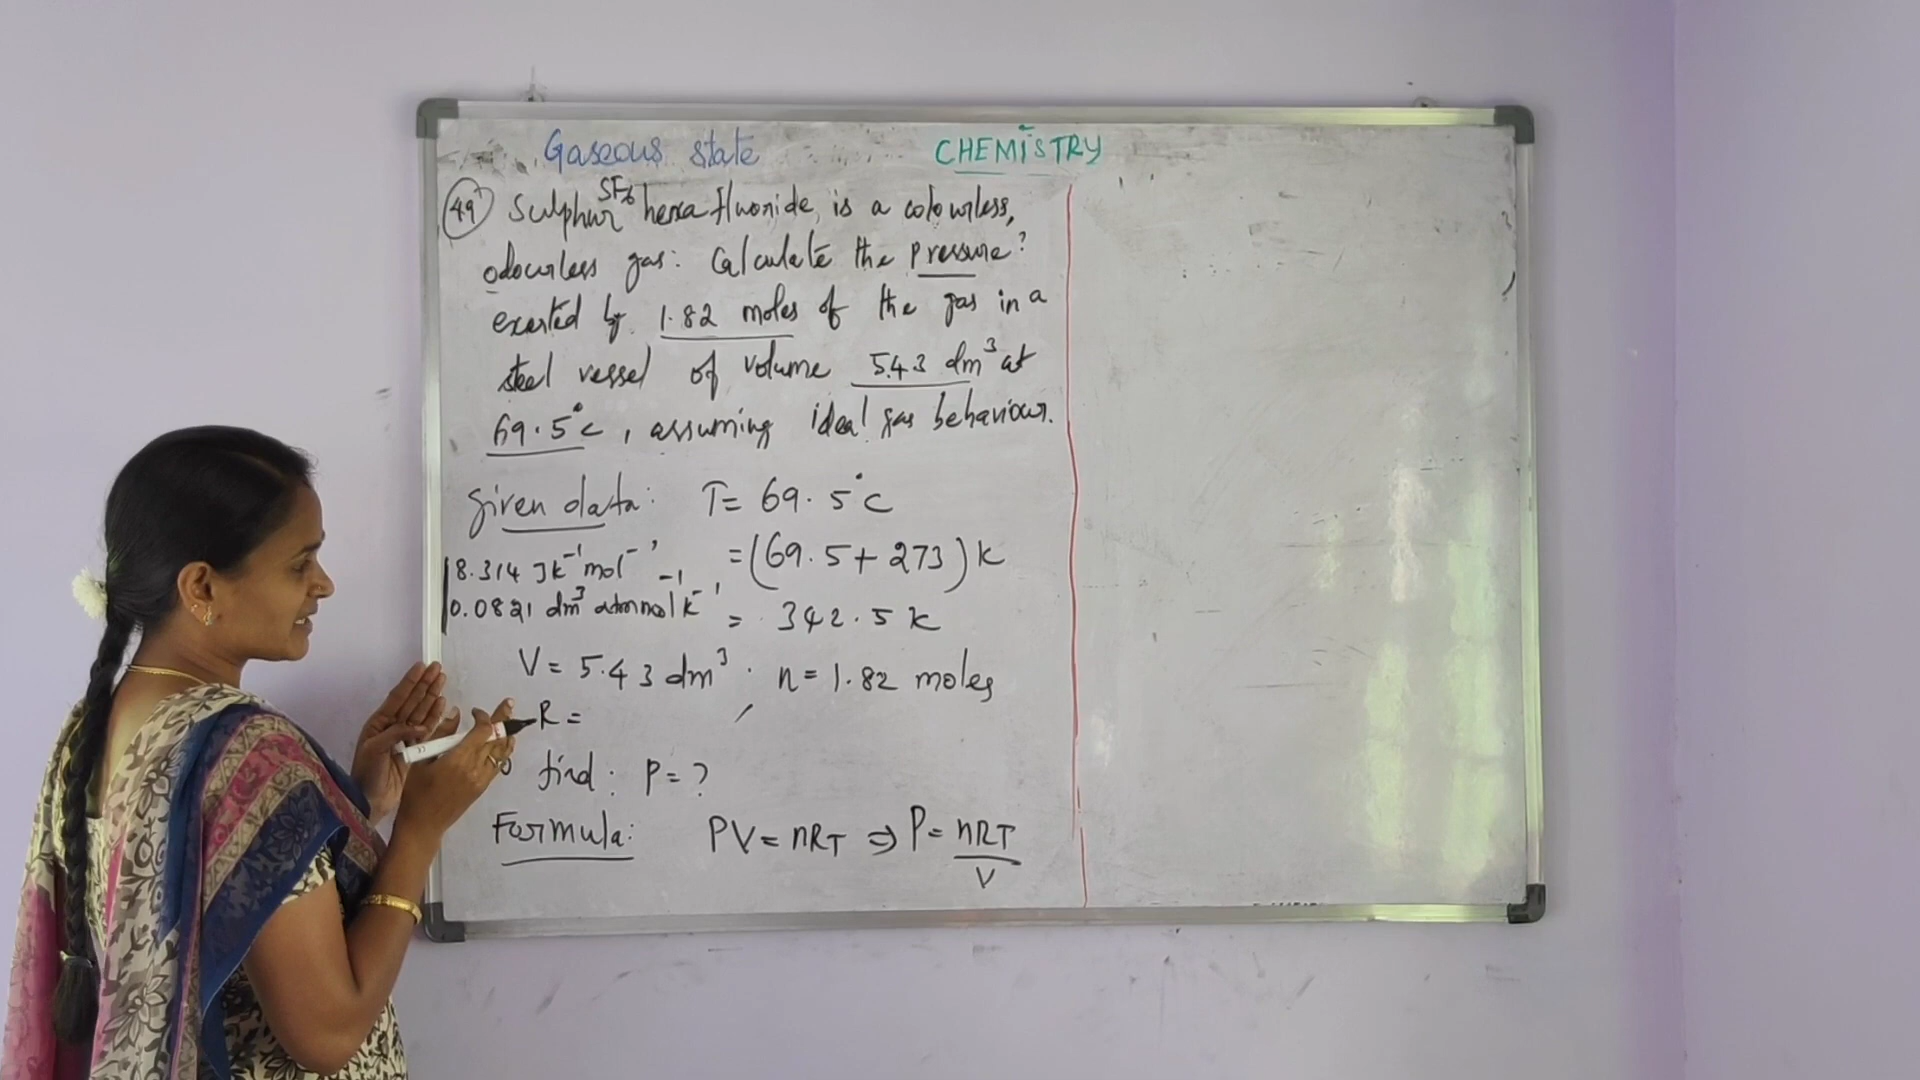 Gaseous state CHEMISTRY
49 Sulphur SF6 hexafluoride, is a colourless,
odourless gas. Calculate the pressure?
exerted by 1.82 moles of the gas in a
steel vessel of volume 5.43 dm³ at
69.5°c, assuming ideal gas behaviour.
given data: T= 69.5°c
= (69.5+273)k
8.314 Jk⁻¹mol⁻¹
0.0821 dm³ atm mol⁻¹ k⁻¹
= 342.5 k
V= 5.43 dm³. n=1.82 moles
R=
find: P=?
Formula: PV=nRT ⇒ P= nRT
V